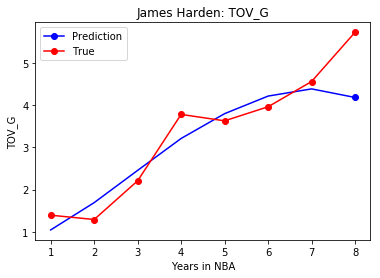 James Harden: TOV_G
Prediction
True
TOV_G
5
4
3
2
1
1 2 3 4 5 6 7 8
Years in NBA